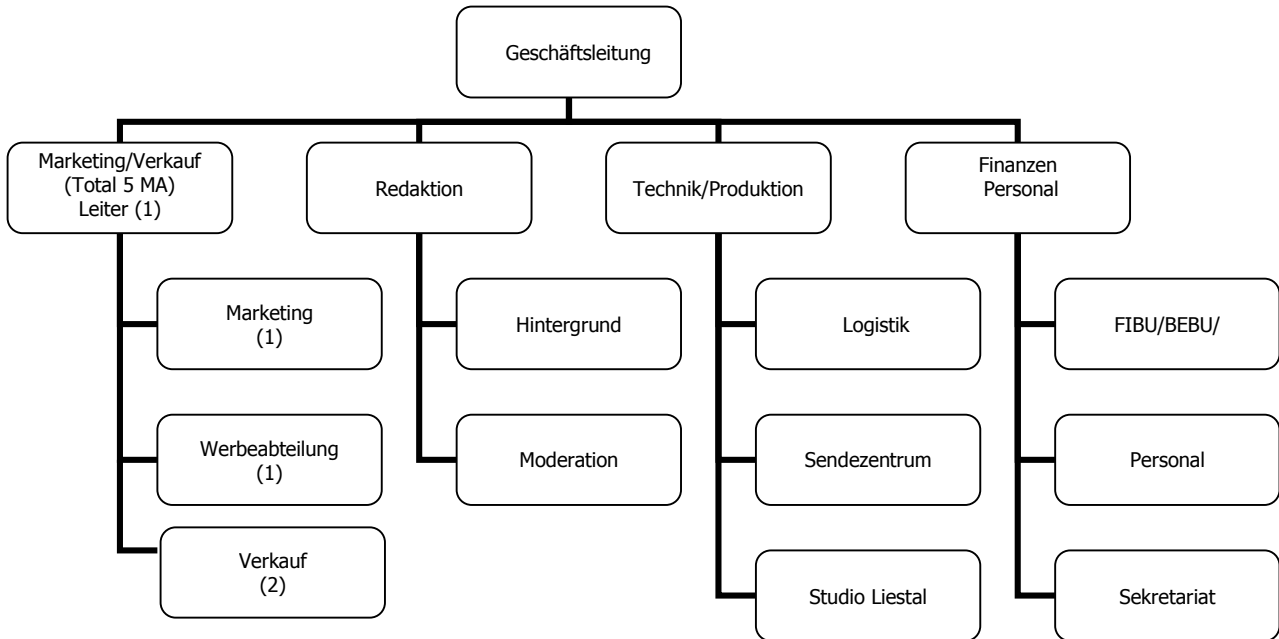 Geschäftsleitung
Marketing/Verkauf
(Total 5 MA)
Leiter (1)
Redaktion
Technik/Produktion
Finanzen
Personal
Marketing
(1)
Hintergrund
Logistik
FIBU/BEBU/
Werbeabteilung
(1)
Moderation
Sendezentrum
Personal
Verkauf
(2)
Studio Liestal
Sekretariat